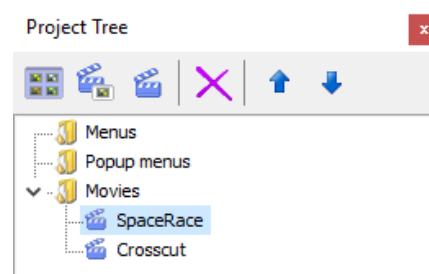 Project Tree
x
Menus
Popup menus
Movies
SpaceRace
Crosscut